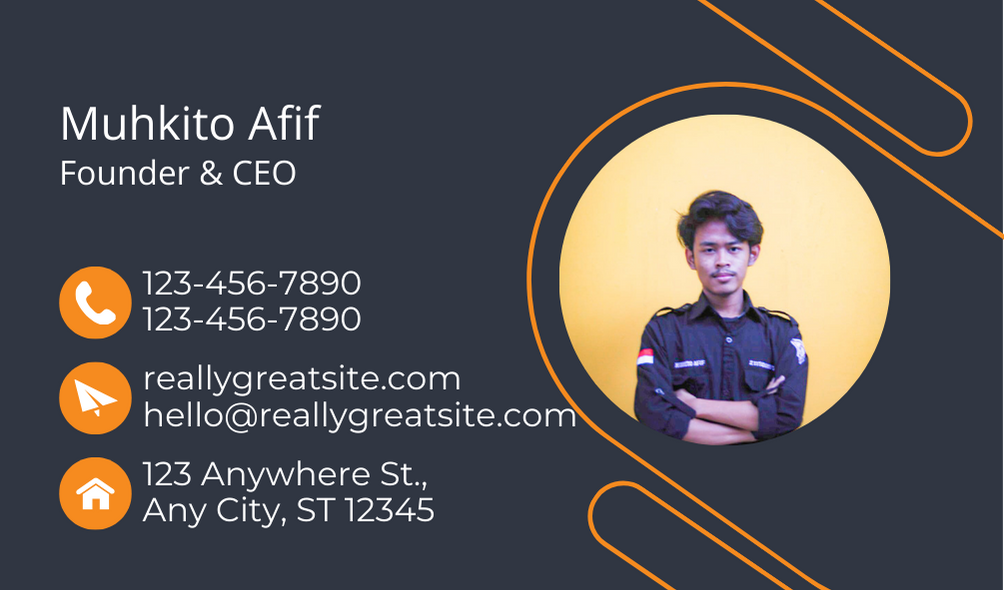 Muhkito Afif
Founder & CEO
123-456-7890
123-456-7890
reallygreatsite.com
hello@reallygreatsite.com
123 Anywhere St.,
Any City, ST 12345